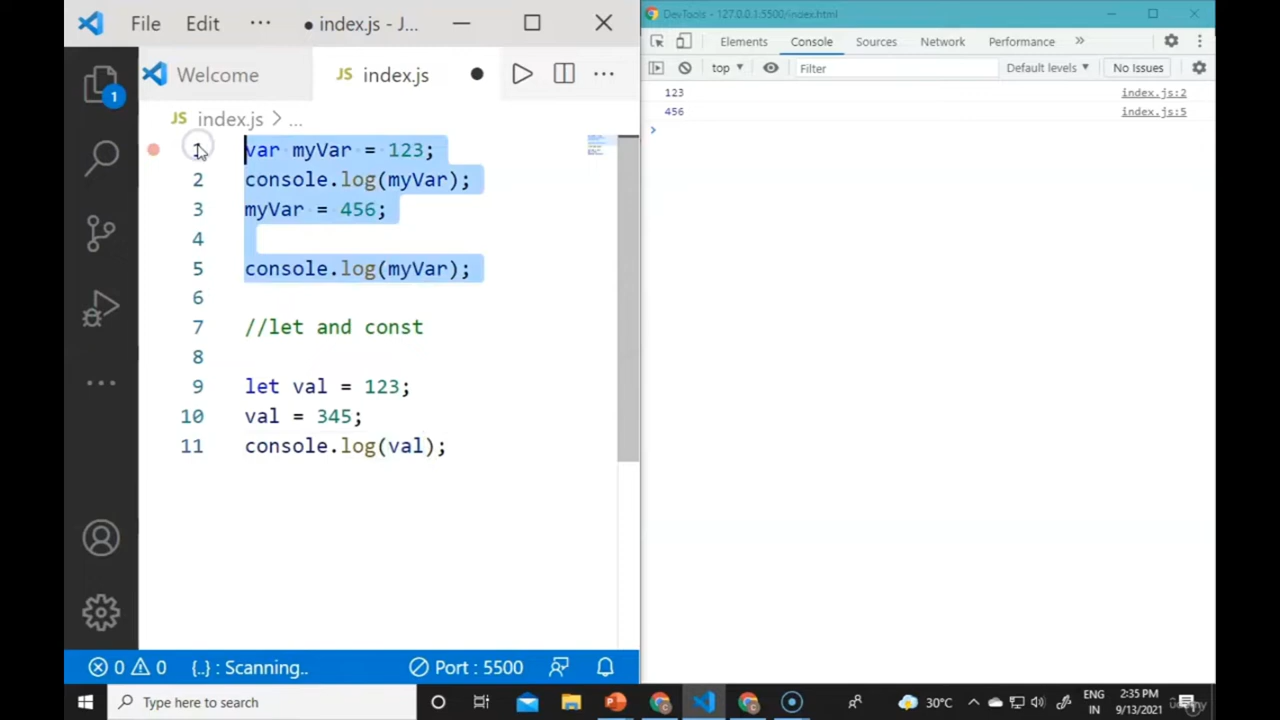 File Edit ··· ● index.js - J...
Welcome JS index.js ● ···
JS index.js > ...
1 var myVar = 123;
2 console.log(myVar);
3 myVar = 456;
4
5 console.log(myVar);
6
7 //let and const
8
9 let val = 123;
10 val = 345;
11 console.log(val);
1
0 0 {..} : Scanning.. Port : 5500
DevTools - 127.0.0.1:5500/index.html
Elements Console Sources Network Performance »
top ▼ Filter Default levels ▼ No Issues
123 index.js:2
456 index.js:5
>
Type here to search
30°C
ENG
IN
2:35 PM
9/13/2021